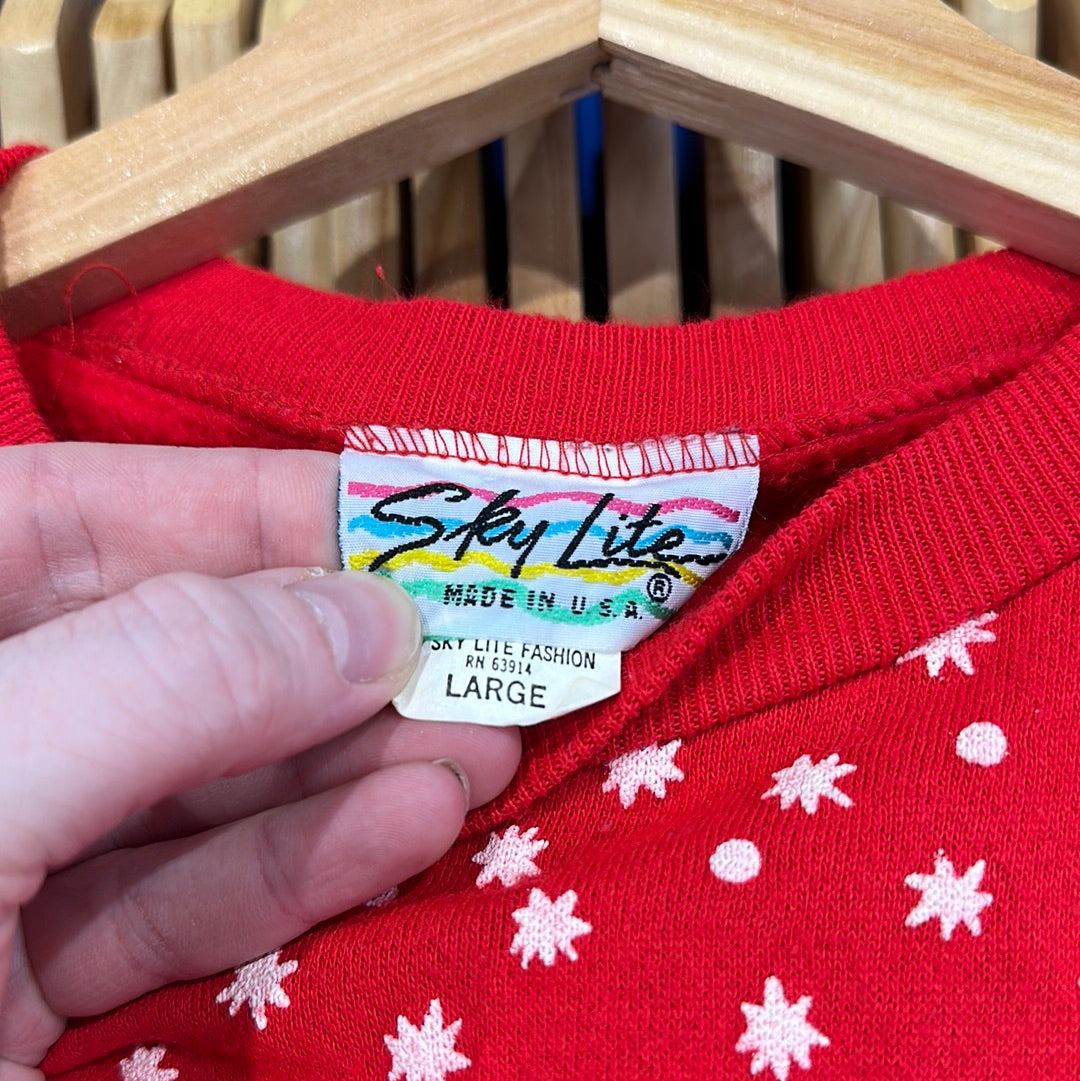 Sky Lite
®
MADE IN U.S.A.
SKY LITE FASHION
RN 63914
LARGE